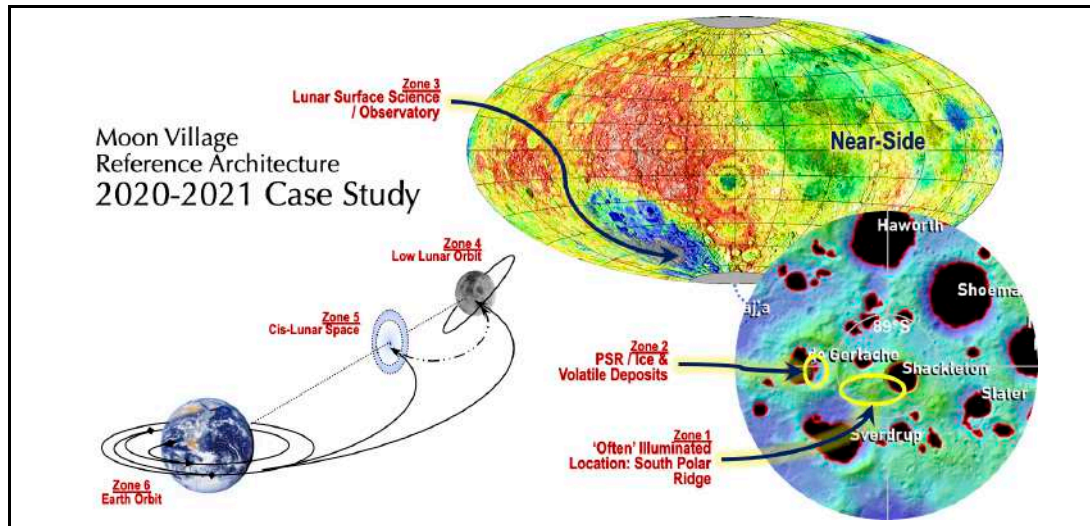 Moon Village
Reference Architecture
2020-2021 Case Study
Zone 3
Lunar Surface Science
/ Observatory
Near-Side
Zone 4
Low Lunar Orbit
Zone 5
Cis-Lunar Space
Zone 6
Earth Orbit
Zone 2
PSR / Ice &
Volatile Deposits
Zone 1
'Often' Illuminated
Location: South Polar
Ridge
Haworth
Shoema
89°S
Gerlache
Shackleton
Slater
Sverdrup